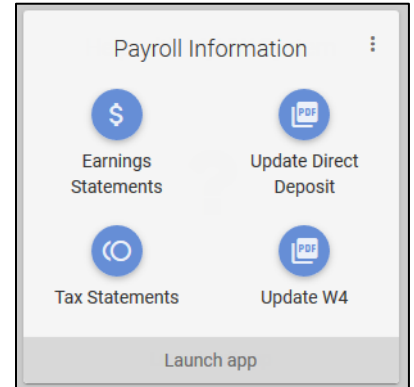 Payroll Information
$
PDF
Earnings
Statements
Update Direct
Deposit
PDF
Tax Statements
Update W4
Launch app